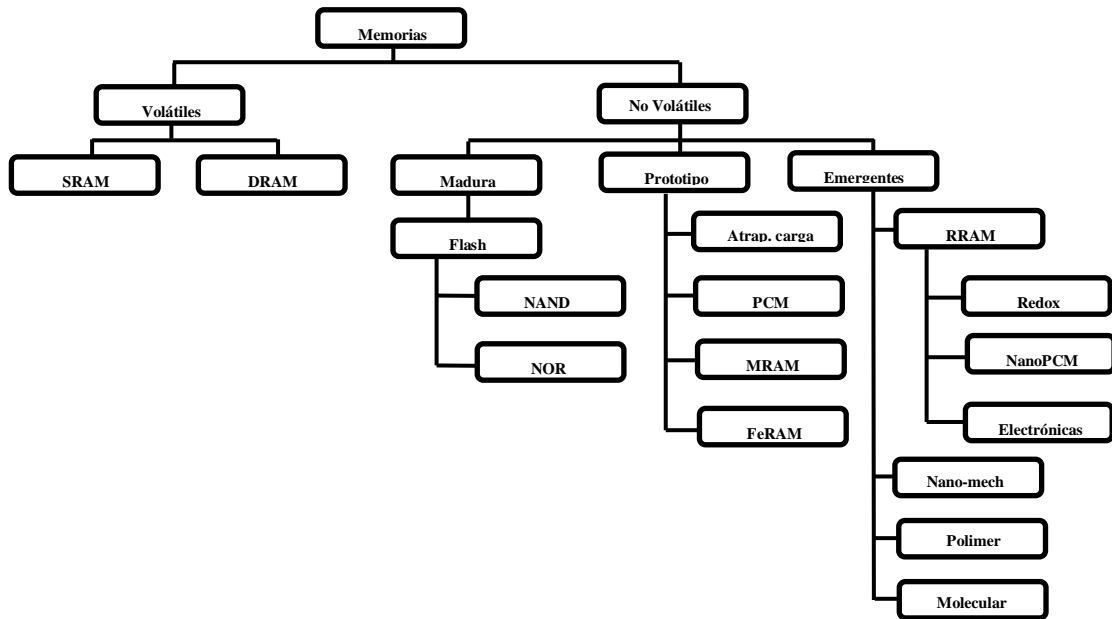 Memorias
Volátiles
No Volátiles
SRAM
DRAM
Madura
Prototipo
Emergentes
Flash
NAND
NOR
Atrap. carga
PCM
MRAM
FeRAM
RRAM
Redox
NanoPCM
Electrónicas
Nano-mech
Polimer
Molecular